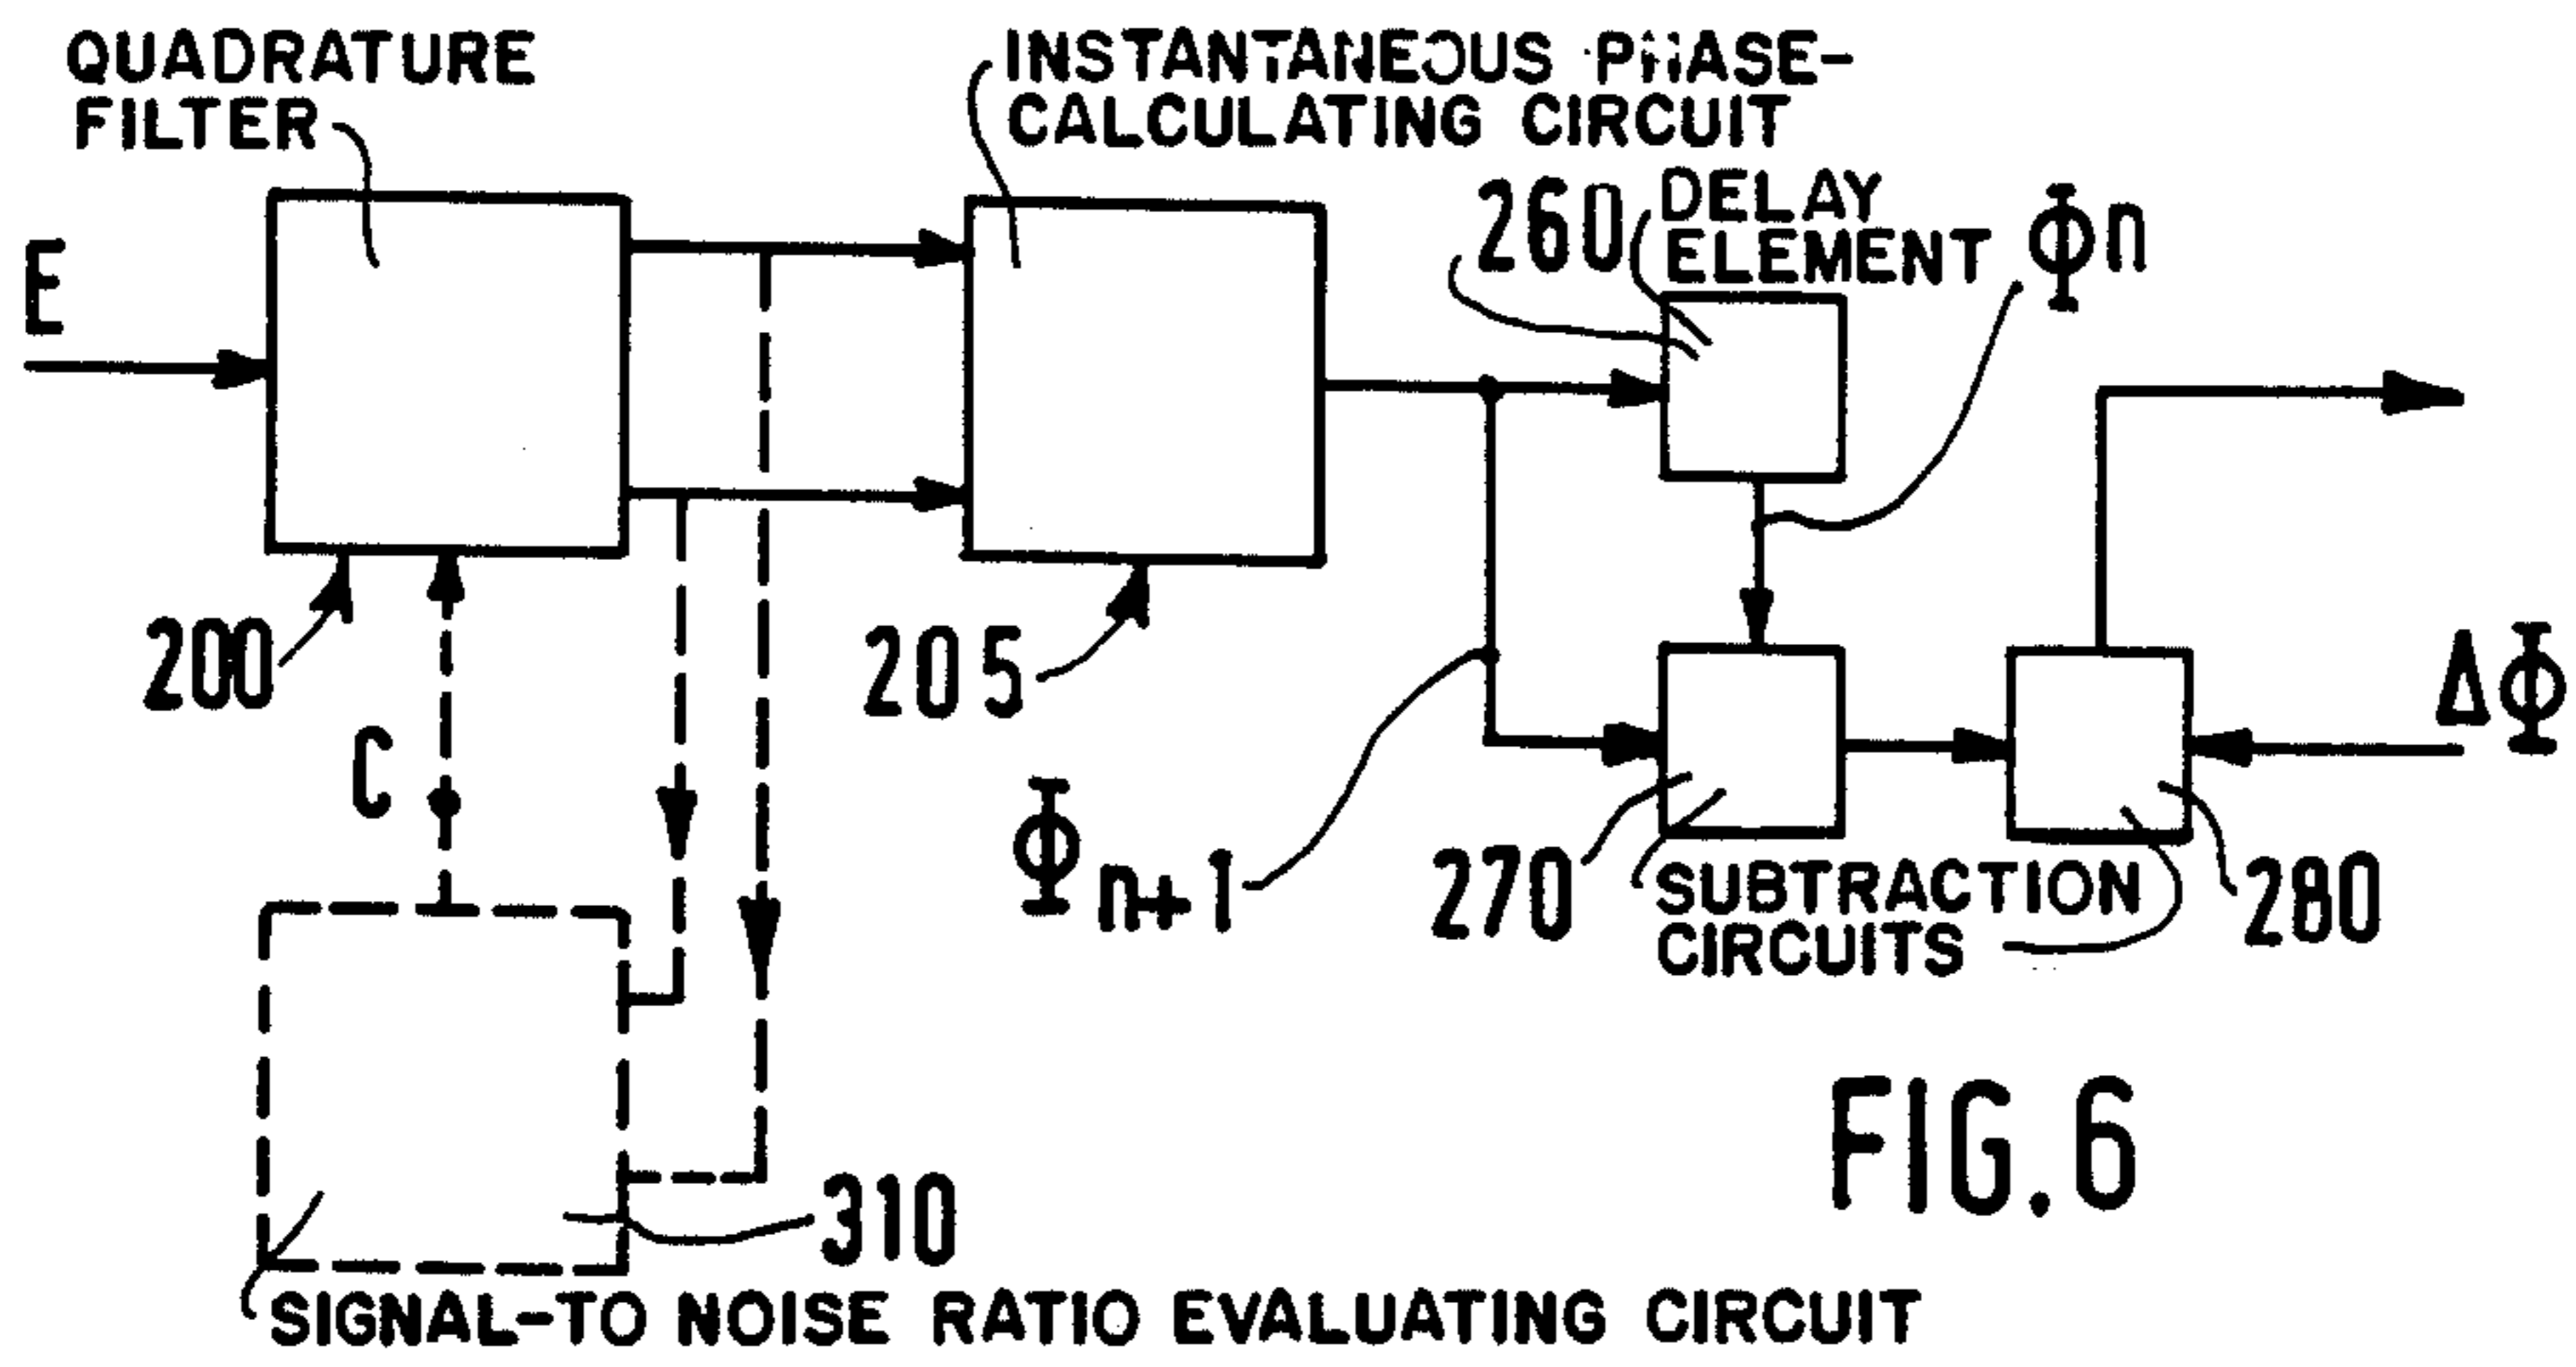 QUADRATURE
FILTER
INSTANTANEOUS PHASE-
CALCULATING CIRCUIT
260
DELAY
ELEMENT
Φn
E
200
205
C
Φn+1
270
SUBTRACTION
CIRCUITS
280
ΔΦ
310
SIGNAL-TO NOISE RATIO EVALUATING CIRCUIT
FIG.6